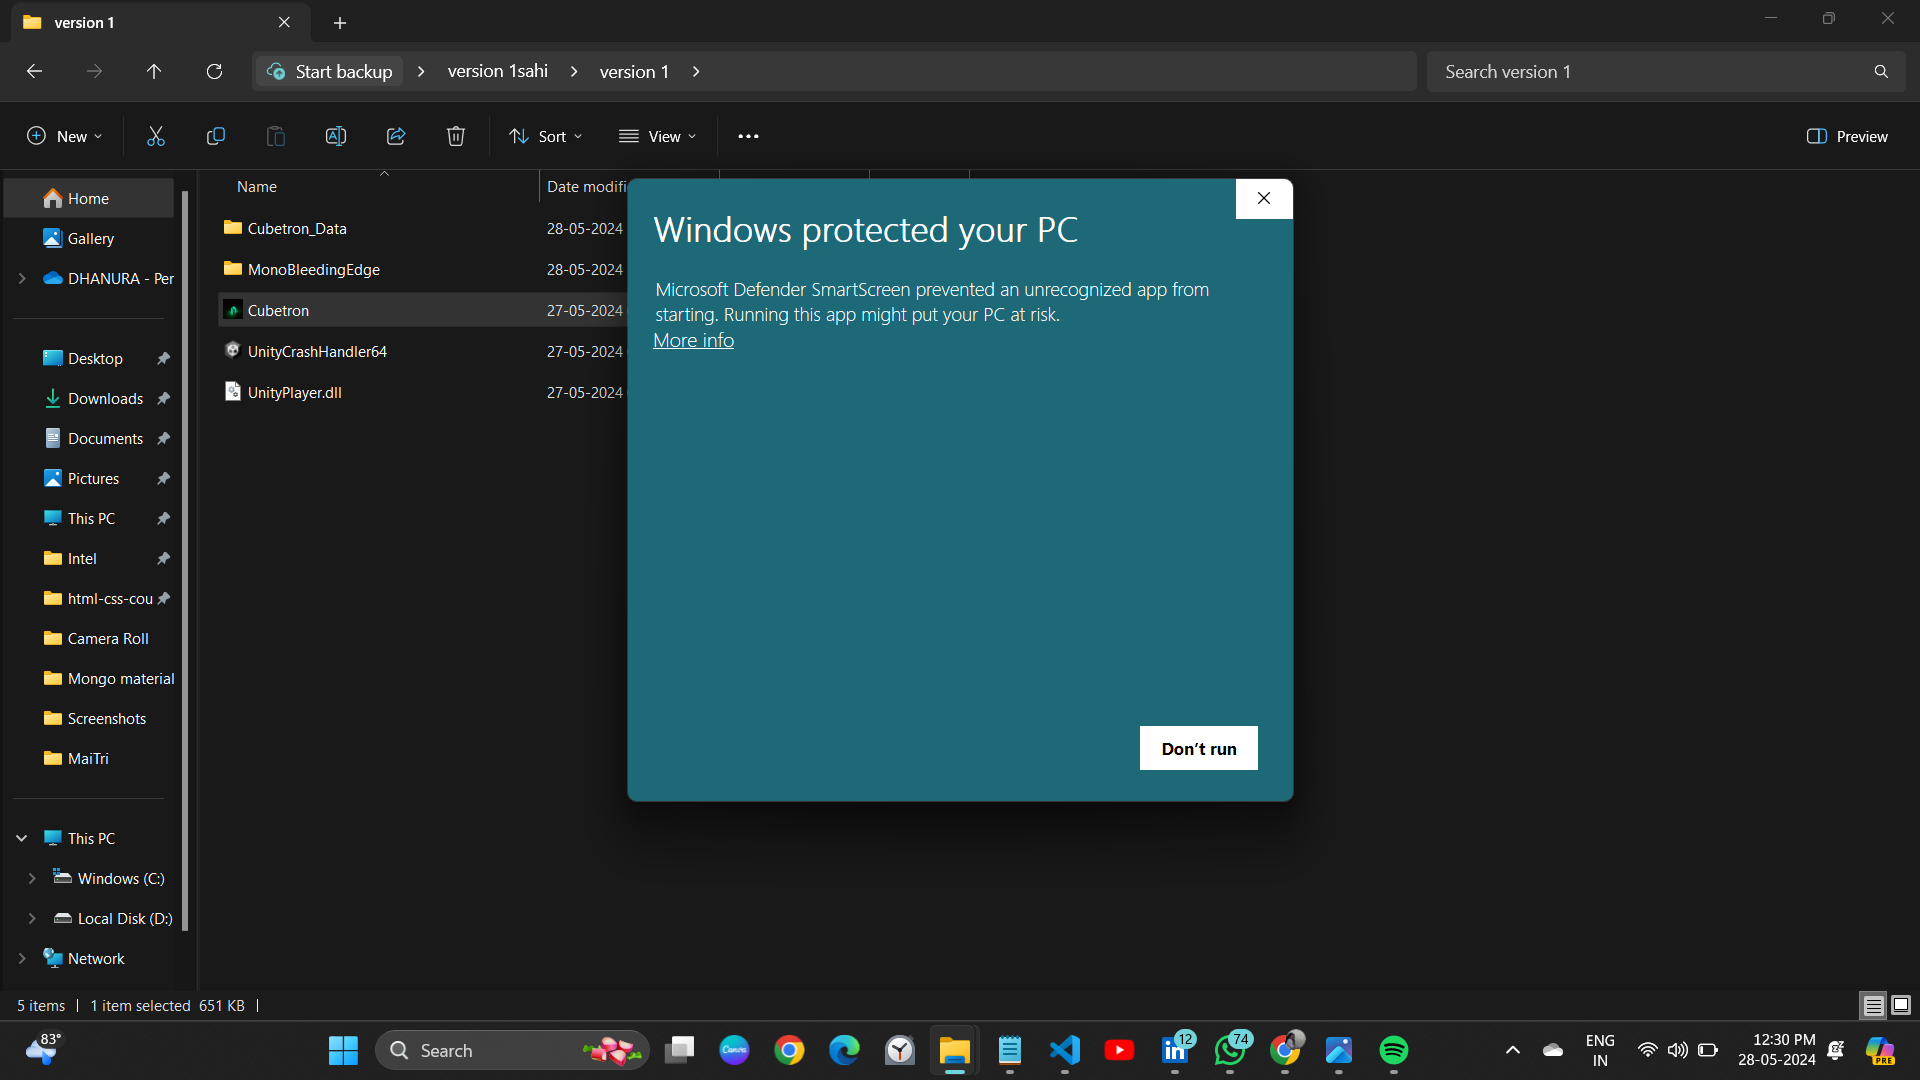 version 1
Start backup
version 1sahi
version 1
Search version 1
New
Sort
View
Preview
Home
Gallery
DHANURA - Per
Desktop
Downloads
Documents
Pictures
This PC
Intel
html-css-cou
Camera Roll
Mongo material
Screenshots
MaiTri
This PC
Windows (C:)
Local Disk (D:)
Network
Name
Date modifi
Cubetron_Data
28-05-2024
MonoBleedingEdge
28-05-2024
Cubetron
27-05-2024
UnityCrashHandler64
27-05-2024
UnityPlayer.dll
27-05-2024
Windows protected your PC
Microsoft Defender SmartScreen prevented an unrecognized app from
starting. Running this app might put your PC at risk.
More info
Don't run
5 items
1 item selected 651 KB
83°
Search
Canva
12
74
ENG
IN
12:30 PM
28-05-2024
PRE